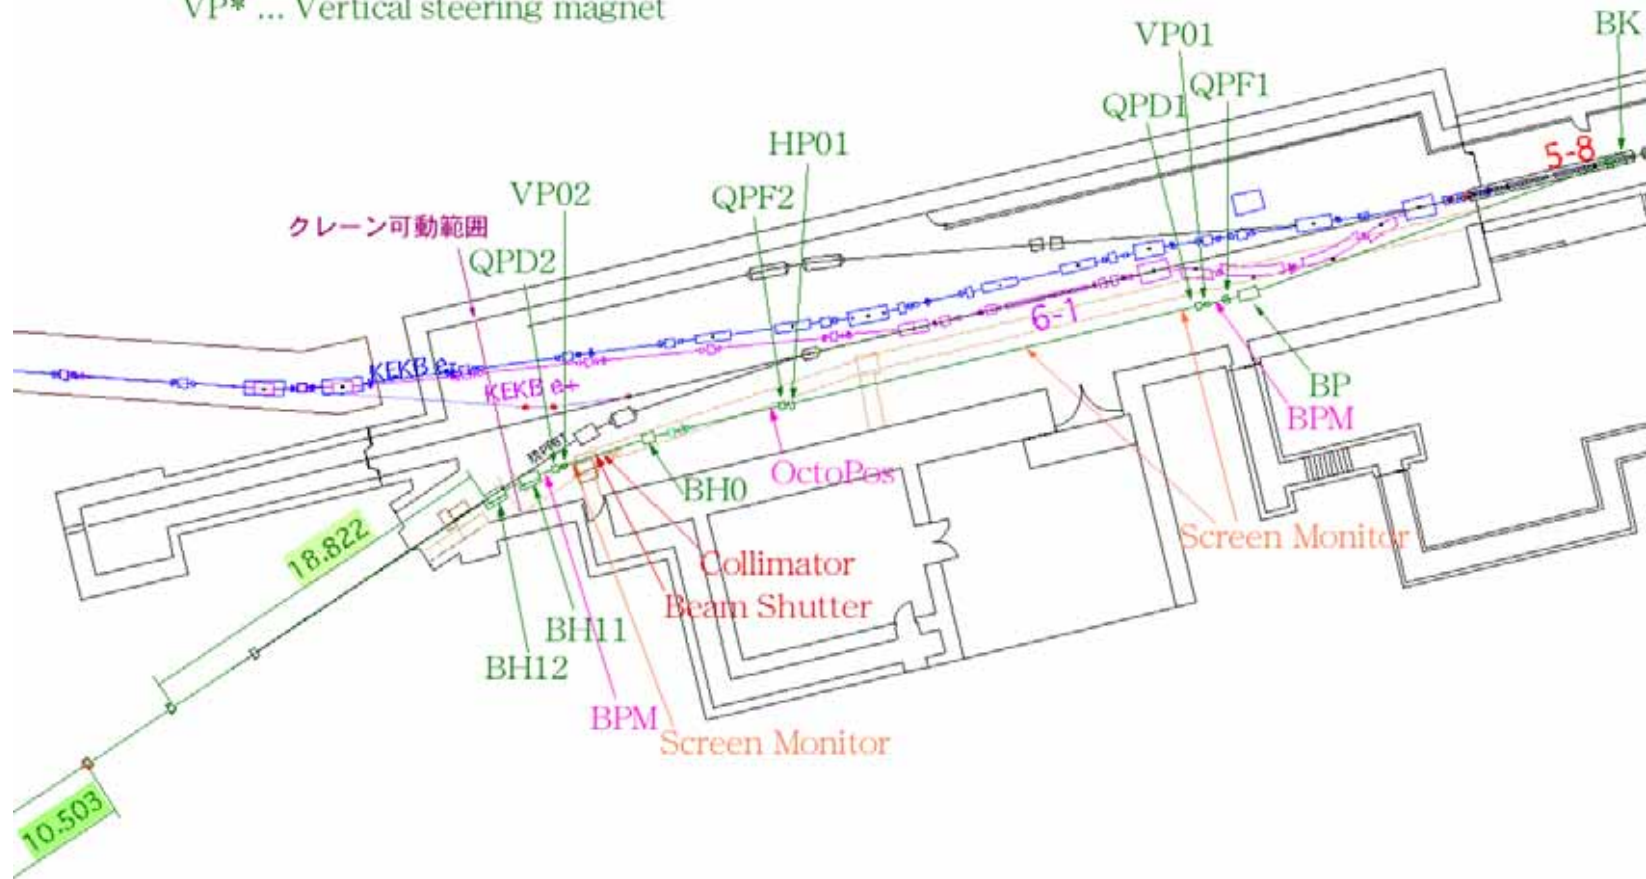 VP* ... Vertical steering magnet
BK
VP01
QPF1
QPD1
HP01
5-8
VP02
QPF2
クレーン可動範囲
QPD2
6-1
KEKB e-
KEKB e+
BP
BPM
OctoPos
BH0
18.822
Screen Monitor
Collimator
Beam Shutter
BH11
BH12
BPM
Screen Monitor
10.503